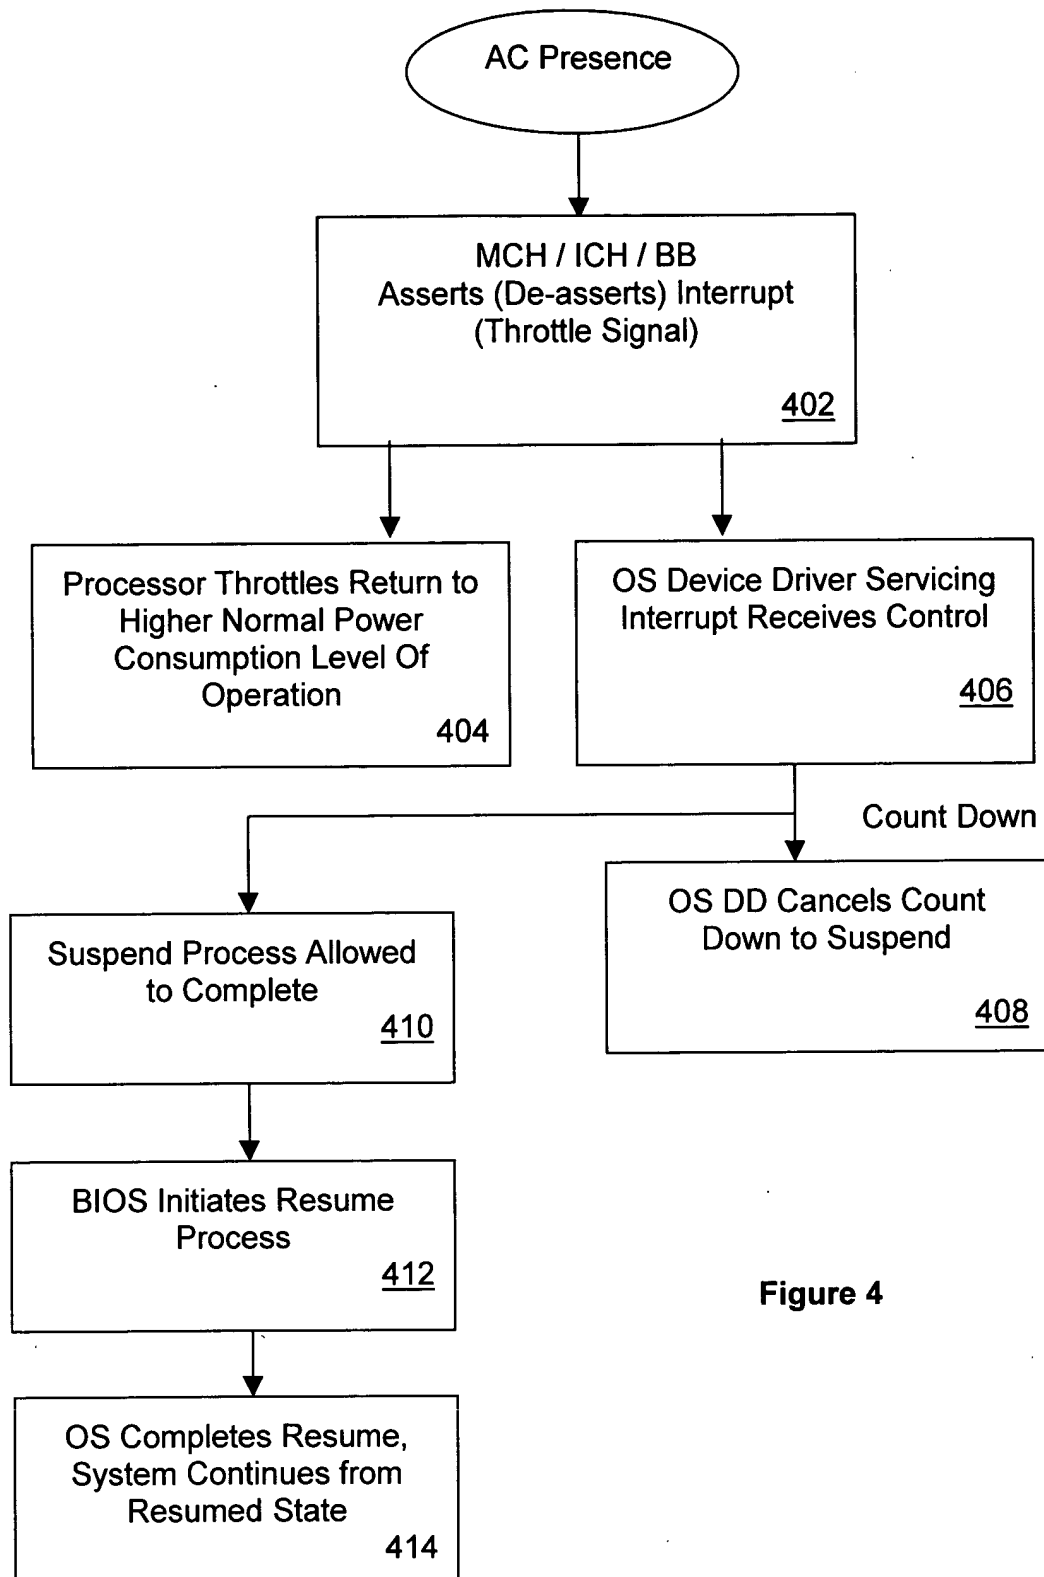 AC Presence
MCH / ICH / BB
Asserts (De-asserts) Interrupt
(Throttle Signal)
402
Processor Throttles Return to
Higher Normal Power
Consumption Level Of
Operation
404
OS Device Driver Servicing
Interrupt Receives Control
406
Count Down
OS DD Cancels Count
Down to Suspend
408
Suspend Process Allowed
to Complete
410
BIOS Initiates Resume
Process
412
Figure 4
OS Completes Resume,
System Continues from
Resumed State
414